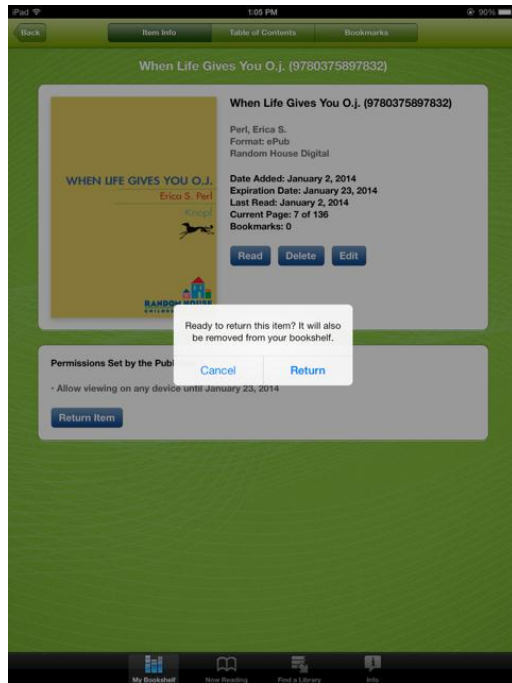 iPad 1:05 PM 90%
Back Item Info Table of Contents Bookmarks
When Life Gives You O.j. (9780375897832)
WHEN LIFE GIVES YOU O.J.
Erica S. Perl
Knopf
RANDOM HOUSE
When Life Gives You O.j. (9780375897832)
Perl, Erica S.
Format: ePub
Random House Digital
Date Added: January 2, 2014
Expiration Date: January 23, 2014
Last Read: January 2, 2014
Current Page: 7 of 136
Bookmarks: 0
Read Delete Edit
Ready to return this item? It will also
be removed from your bookshelf.
Cancel Return
Permissions Set by the Pub
· Allow viewing on any device until January 23, 2014
Return Item
My Bookshelf Now Reading Find a Library Info